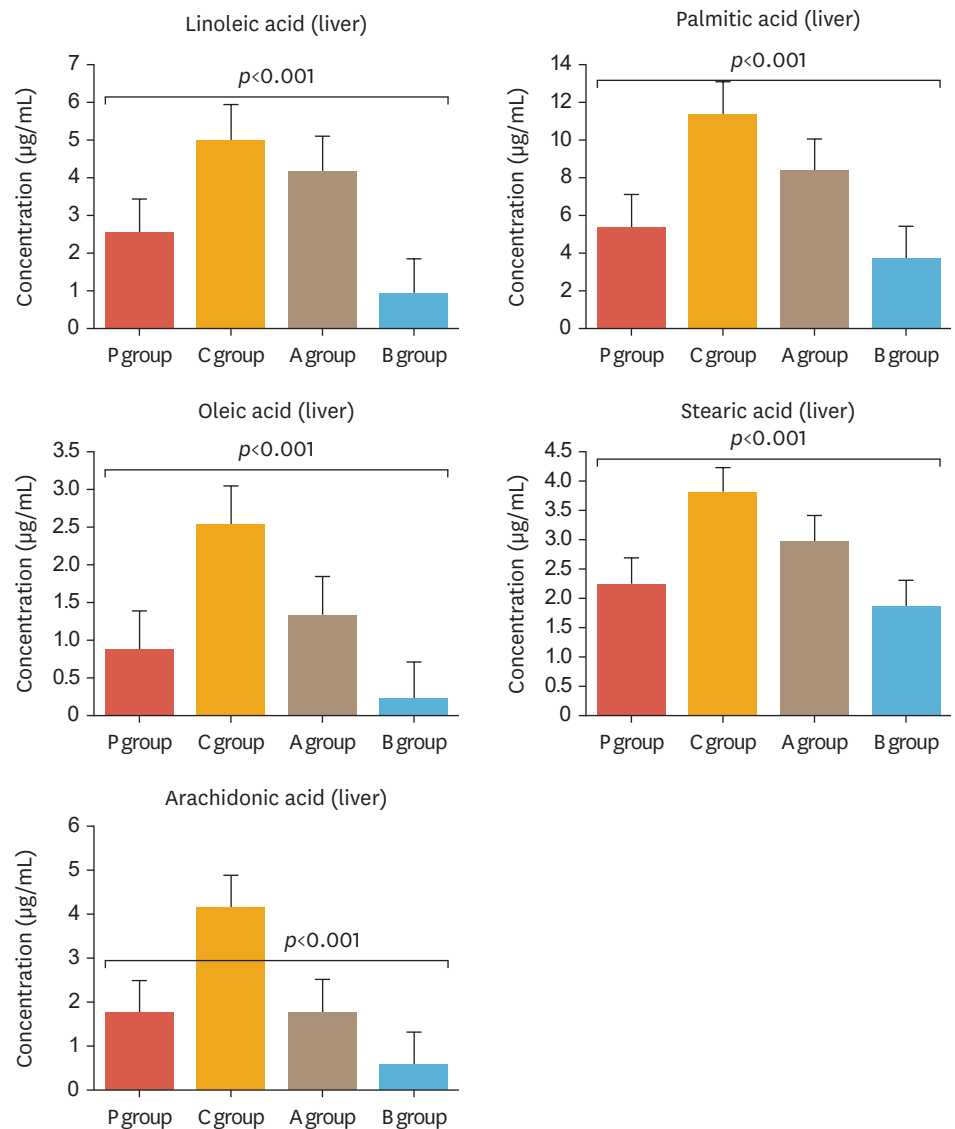 Linoleic acid (liver)
Concentration (µg/mL)
7
6
5
4
3
2
1
0
p<0.001
P group C group A group B group
Palmitic acid (liver)
Concentration (µg/mL)
14
12
10
8
6
4
2
0
p<0.001
P group C group A group B group
Oleic acid (liver)
Concentration (µg/mL)
3.5
3.0
2.5
2.0
1.5
1.0
0.5
0
p<0.001
P group C group A group B group
Stearic acid (liver)
Concentration (µg/mL)
4.5
4.0
3.5
3.0
2.5
2.0
1.5
1.0
0.5
0
p<0.001
P group C group A group B group
Arachidonic acid (liver)
Concentration (µg/mL)
6
5
4
3
2
1
0
p<0.001
P group C group A group B group